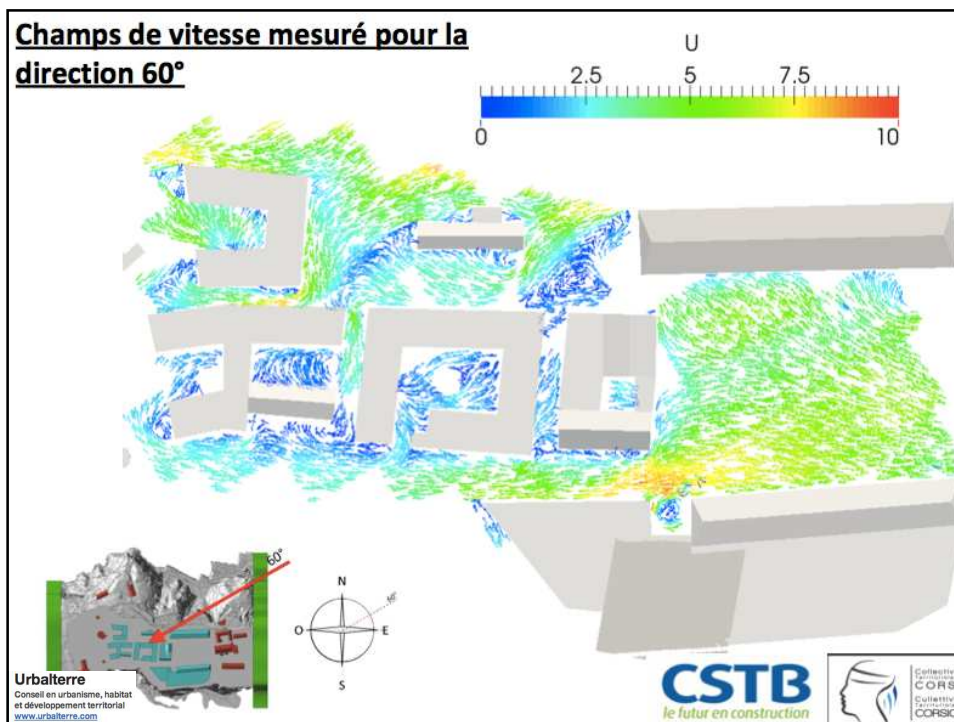 Champs de vitesse mesuré pour la
direction 60°
U
2.5 5 7.5
0 10
60°
N
60°
O E
S
Urbalterre
Conseil en urbanisme, habitat
et développement territorial
www.urbalterre.com
CSTB
le futur en construction